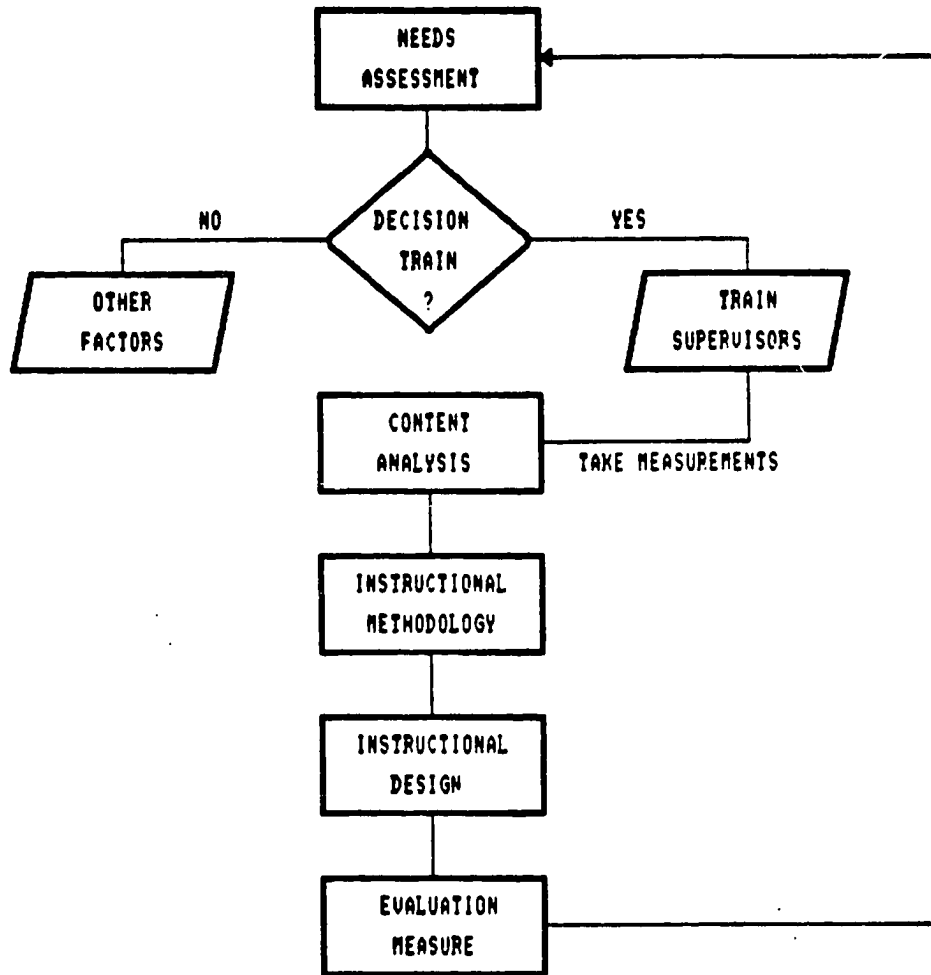 NEEDS
ASSESSMENT
NO
DECISION
TRAIN
?
YES
OTHER
FACTORS
TRAIN
SUPERVISORS
CONTENT
ANALYSIS
TAKE MEASUREMENTS
INSTRUCTIONAL
METHODOLOGY
INSTRUCTIONAL
DESIGN
EVALUATION
MEASURE